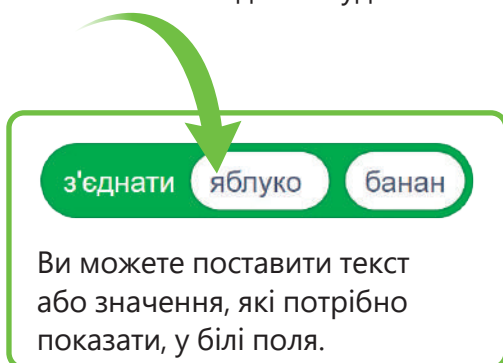 з'єднати яблуко банан
Ви можете поставити текст
або значення, які потрібно
показати, у білі поля.